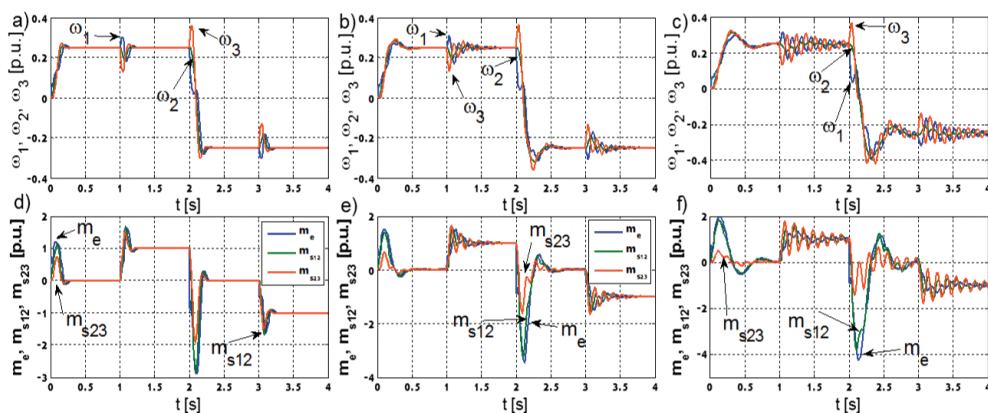 a)
ω1, ω2, ω3 [p.u.]
0.4
0.2
0
-0.2
0.4
0 0.5 1 1.5 2 2.5 3 3.5 4
t [s]
ω1
ω3
ω2
b)
ω1, ω2, ω3 [p.u.]
0.4
0.2
0
-0.2
-0.4
0 0.5 1 1.5 2 2.5 3 3.5 4
t [s]
ω1
ω2
ω3
c)
ω1, ω2, ω3 [p.u.]
0.2
0
-0.2
-0.4
0 0.5 1 1.5 2 2.5 3 3.5 4
t [s]
ω3
ω2
ω1
d)
me, ms12, ms23 [p.u.]
2
1
0
-1
-2
-3
0 0.5 1 1.5 2 2.5 3 3.5 4
t [s]
me
ms23
ms12
me
ms12
ms23
e)
me, ms12, ms23 [p.u.]
2
0
-2
-4
0 0.5 1 1.5 2 2.5 3 3.5 4
t [s]
me
ms12
ms23
ms23
ms12
me
f)
me, ms12, ms23 [p.u.]
2
0
-2
-4
0 0.5 1 1.5 2 2.5 3 3.5 4
t [s]
ms23
ms12
me